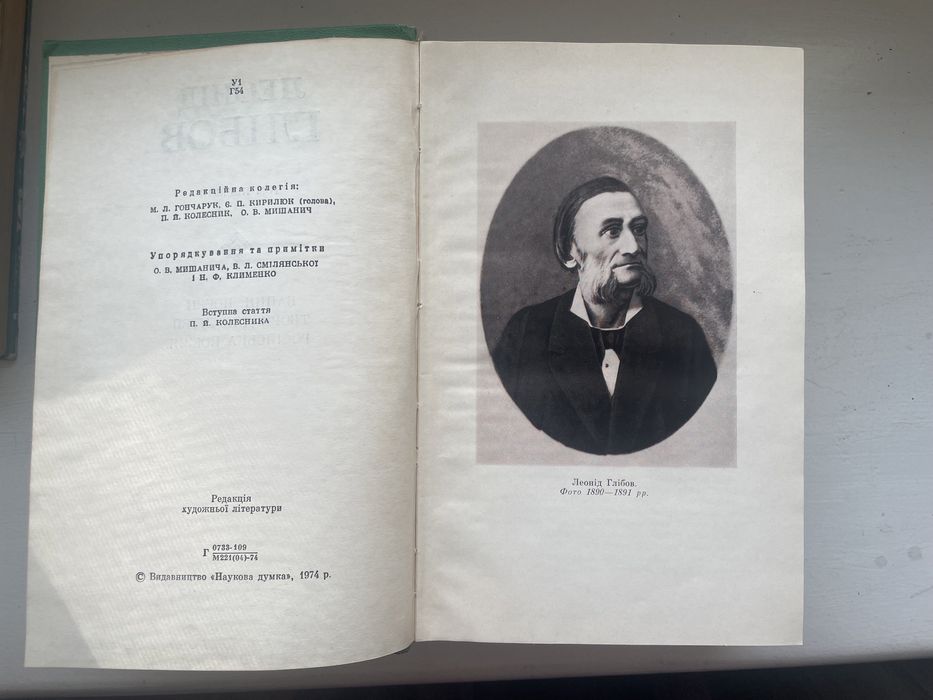 У1
Г54
Редакційна колегія:
М. Л. ГОНЧАРУК, Є. П. КИРИЛЮК (голова),
П. Й. КОЛЕСНИК, О. В. МИШАНИЧ
Упорядкування та примітки
О. В. МИШАНИЧА, В. Л. СМІЛЯНСЬКОЇ
І Н. Ф. КЛИМЕНКО
Вступна стаття
П. Й. КОЛЕСНИКА
Редакція
художньої літератури
Г 0733-109
М221(04)-74
© Видавництво «Наукова думка», 1974 р.
Леонід Глібов.
Фото 1890—1891 рр.